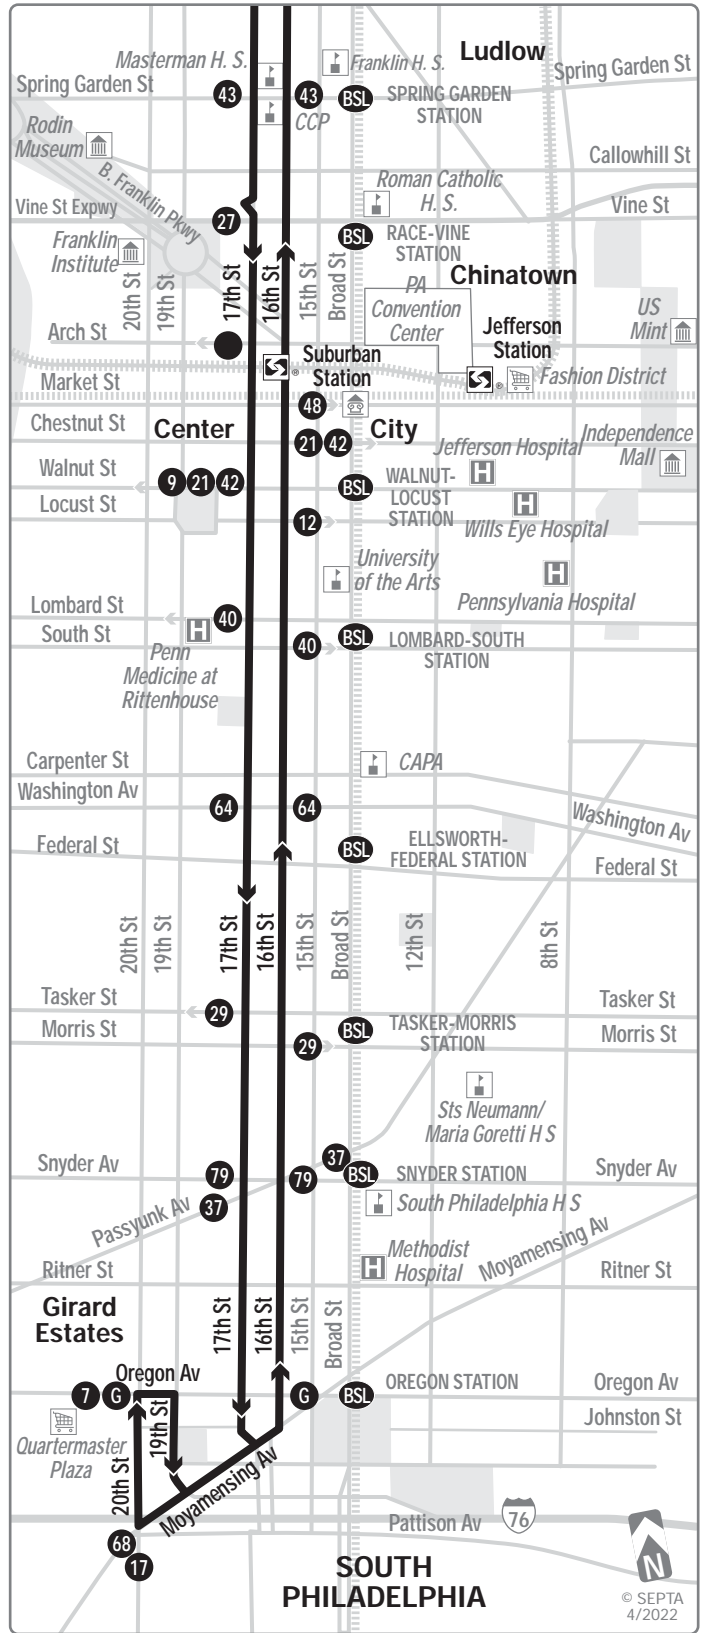 Masterman H. S.
Franklin H. S.
Ludlow
Spring Garden St
Spring Garden St
43
43
BSL
SPRING GARDEN
STATION
CCP
Rodin
Museum
B. Franklin Pkwy
Callowhill St
Roman Catholic
H. S.
Vine St Expwy
27
Vine St
BSL
RACE-VINE
STATION
Franklin
Institute
20th St
19th St
17th St
16th St
15th St
Broad St
Chinatown
PA
Convention
Center
US
Mint
Arch St
Jefferson
Station
Suburban
Station
®
®
Fashion District
Market St
48
Chestnut St
Center
21
42
City
Jefferson Hospital
Independence
Mall
Walnut St
9
21
42
BSL
WALNUT-
LOCUST
STATION
H
Locust St
12
H
Wills Eye Hospital
University
of the Arts
H
Pennsylvania Hospital
Lombard St
40
South St
H
40
BSL
LOMBARD-SOUTH
STATION
Penn
Medicine at
Rittenhouse
Carpenter St
CAPA
Washington Av
64
64
Washington Av
Federal St
BSL
ELLSWORTH-
FEDERAL STATION
Federal St
20th St
19th St
17th St
16th St
15th St
Broad St
12th St
8th St
Tasker St
29
Tasker St
Morris St
29
BSL
TASKER-MORRIS
STATION
Morris St
Sts Neumann/
Maria Goretti H S
Snyder Av
79
79
37
BSL
SNYDER STATION
Snyder Av
Passyunk Av
37
South Philadelphia H S
Moyamensing Av
H
Methodist
Hospital
Ritner St
Ritner St
Girard
Estates
17th St
16th St
15th St
Broad St
Oregon Av
7
G
G
BSL
OREGON STATION
Oregon Av
Johnston St
Quartermaster
Plaza
20th St
19th St
Moyamensing Av
Pattison Av
76
68
17
SOUTH
PHILADELPHIA
N
© SEPTA
4/2022